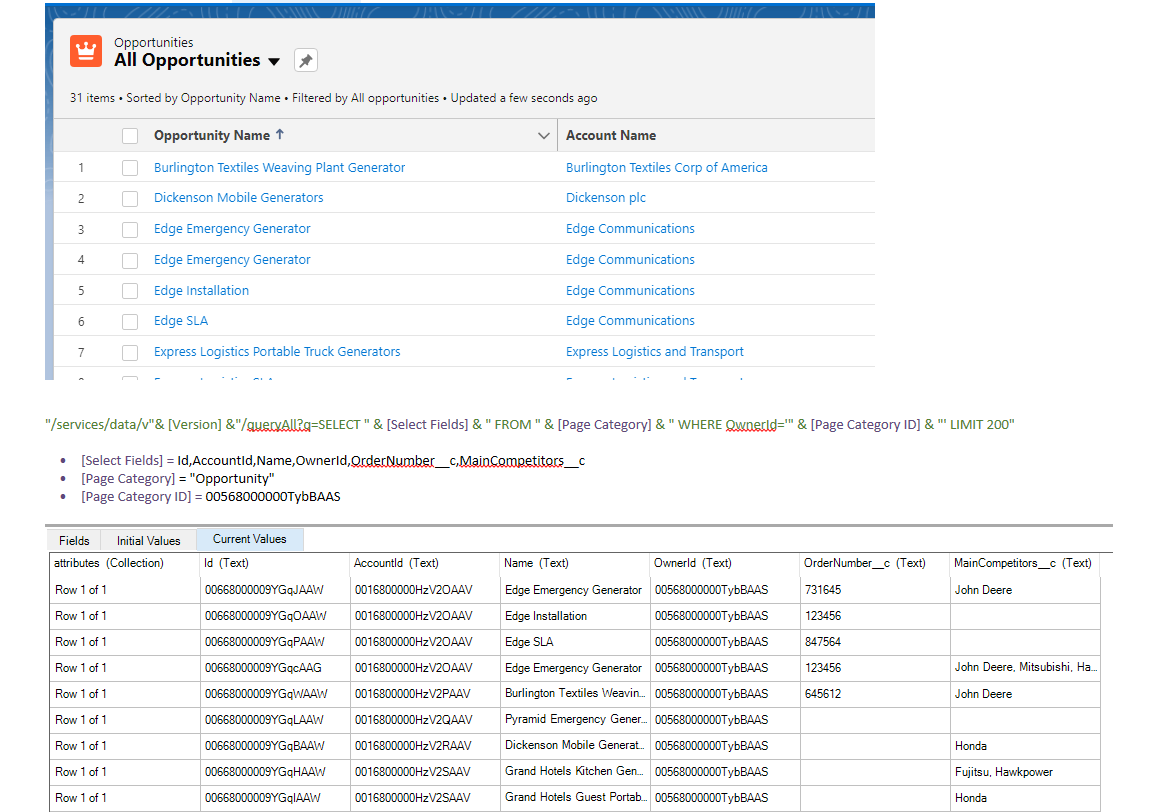 Opportunities
All Opportunities
31 items • Sorted by Opportunity Name • Filtered by All opportunities • Updated a few seconds ago
Opportunity Name ↑ Account Name
1 Burlington Textiles Weaving Plant Generator Burlington Textiles Corp of America
2 Dickenson Mobile Generators Dickenson plc
3 Edge Emergency Generator Edge Communications
4 Edge Emergency Generator Edge Communications
5 Edge Installation Edge Communications
6 Edge SLA Edge Communications
7 Express Logistics Portable Truck Generators Express Logistics and Transport
"/services/data/v"& [Version] &"/queryAll?q=SELECT " & [Select Fields] & " FROM " & [Page Category] & " WHERE OwnerId='" & [Page Category ID] & "' LIMIT 200"
• [Select Fields] = Id,AccountId,Name,OwnerId,OrderNumber__c,MainCompetitors__c
• [Page Category] = "Opportunity"
• [Page Category ID] = 00568000000TybBAAS
Fields Initial Values Current Values
attributes (Collection) Id (Text) AccountId (Text) Name (Text) OwnerId (Text) OrderNumber__c (Text) MainCompetitors__c (Text)
Row 1 of 1 00668000009YGqJAAW 0016800000HzV2OAAV Edge Emergency Generator 00568000000TybBAAS 731645 John Deere
Row 1 of 1 00668000009YGqOAAW 0016800000HzV2OAAV Edge Installation 00568000000TybBAAS 123456
Row 1 of 1 00668000009YGqPAAW 0016800000HzV2OAAV Edge SLA 00568000000TybBAAS 847564
Row 1 of 1 00668000009YGqcAAG 0016800000HzV2OAAV Edge Emergency Generator 00568000000TybBAAS 123456 John Deere, Mitsubishi, Ha...
Row 1 of 1 00668000009YGqWAAW 0016800000HzV2PAAV Burlington Textiles Weavin... 00568000000TybBAAS 645612 John Deere
Row 1 of 1 00668000009YGqLAAW 0016800000HzV2QAAV Pyramid Emergency Gener... 00568000000TybBAAS
Row 1 of 1 00668000009YGqBAAW 0016800000HzV2RAAV Dickenson Mobile Generat... 00568000000TybBAAS Honda
Row 1 of 1 00668000009YGqHAAW 0016800000HzV2SAAV Grand Hotels Kitchen Gen... 00568000000TybBAAS Fujitsu, Hawkpower
Row 1 of 1 00668000009YGqIAAW 0016800000HzV2SAAV Grand Hotels Guest Portab... 00568000000TybBAAS Honda